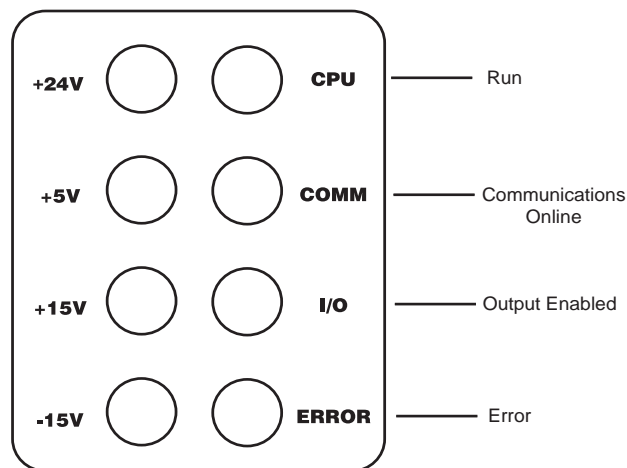 +24V CPU Run
+5V COMM Communications
Online
+15V I/O Output Enabled
-15V ERROR Error